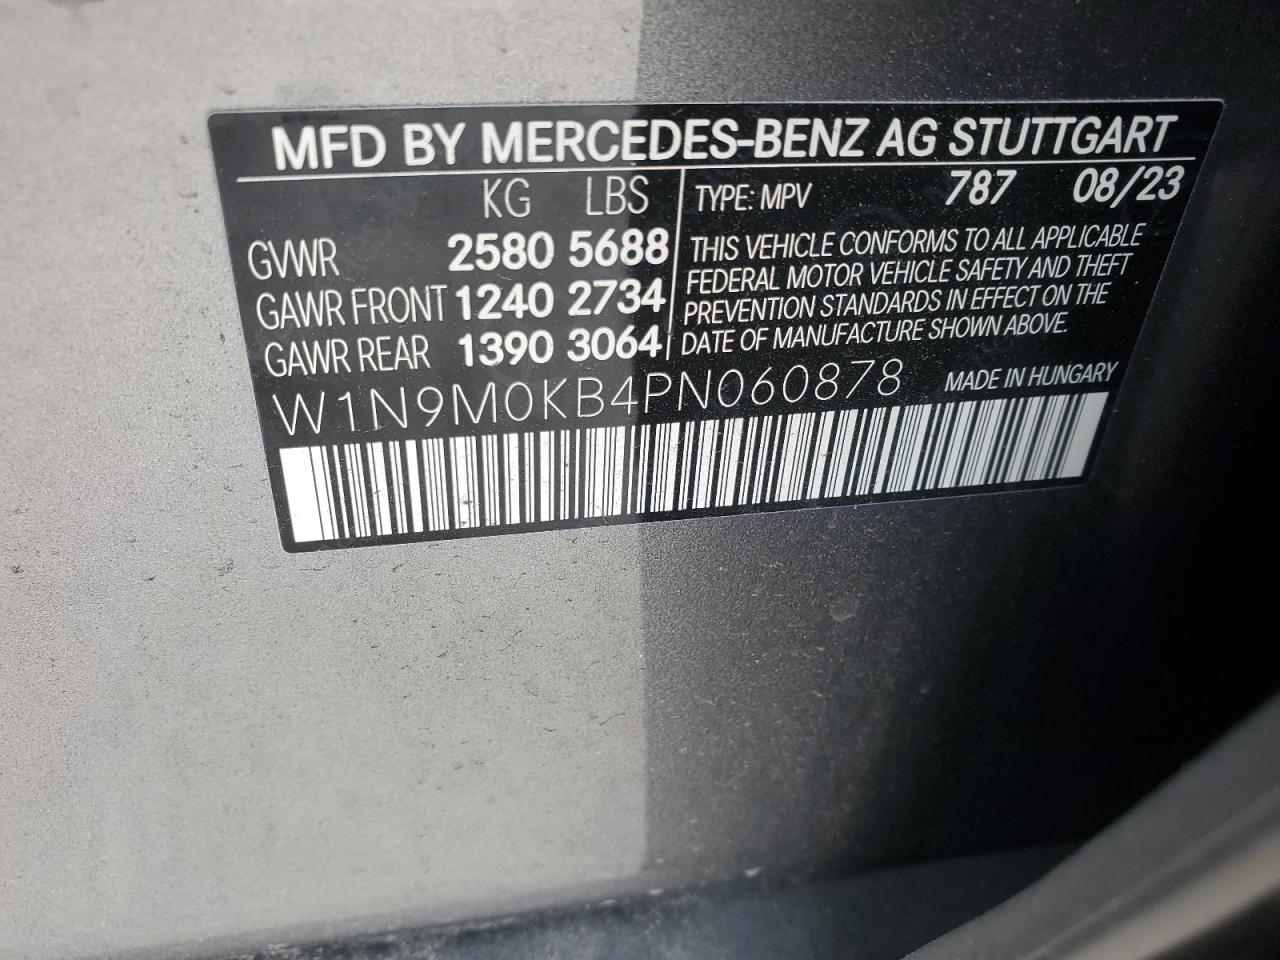 MFD BY MERCEDES-BENZ AG STUTTGART
KG LBS
GVWR 2580 5688
GAWR FRONT 1240 2734
GAWR REAR 1390 3064
TYPE: MPV 787 08/23
THIS VEHICLE CONFORMS TO ALL APPLICABLE
FEDERAL MOTOR VEHICLE SAFETY AND THEFT
PREVENTION STANDARDS IN EFFECT ON THE
DATE OF MANUFACTURE SHOWN ABOVE.
W1N9M0KB4PN060878 MADE IN HUNGARY